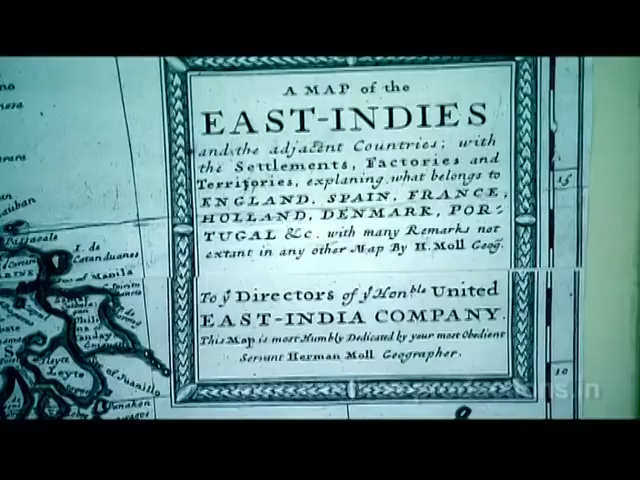 A MAP of the
EAST-INDIES
and the adjacent Countries; with
the Settlements, Factories and
Territories, explaning what belongs to
ENGLAND, SPAIN, FRANCE,
HOLLAND, DENMARK, POR-
TUGAL &c. with many Remarks not
extant in any other Map By H. Moll Geog.
To ẏ Directors of ẏ Honble United
EAST-INDIA COMPANY.
This Map is most Humbly Dedicated by your most Obedient
Servant Herman Moll Geographer.
15
10
I. de
Catanduanes
of Manila
Leyte
of Juanillo